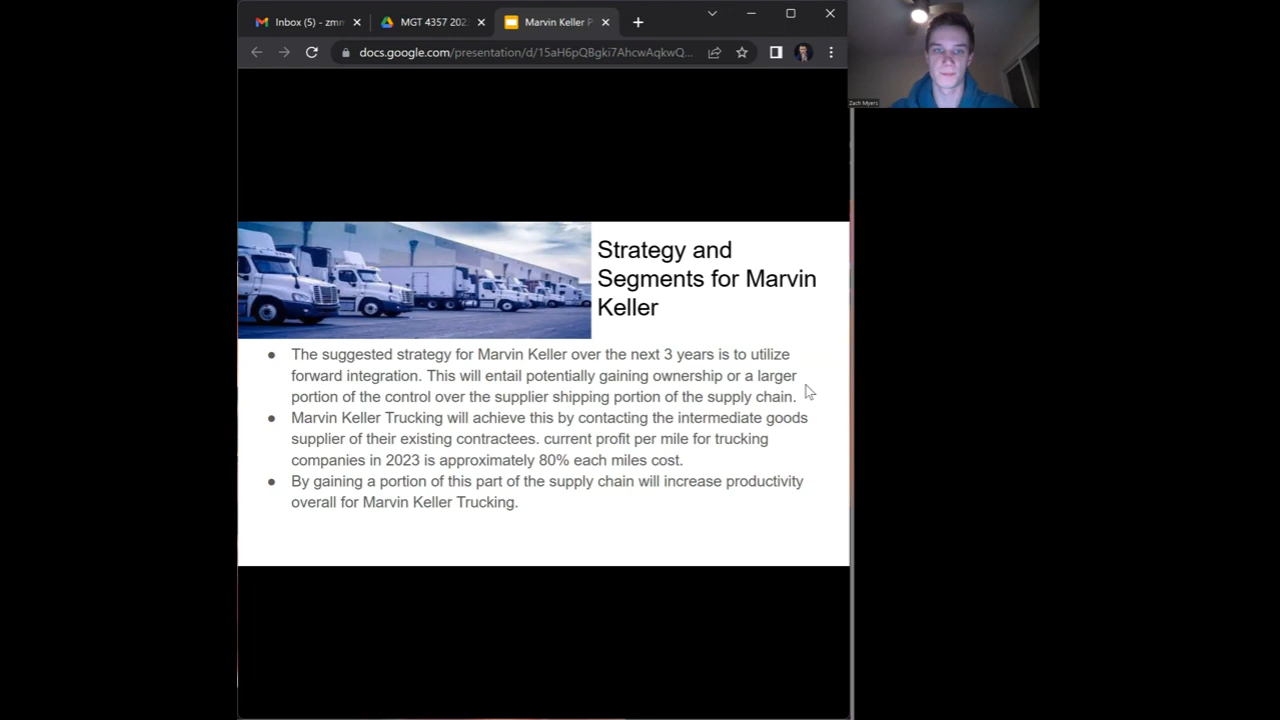 Inbox (5) - zmm
MGT 4357 202
Marvin Keller P
docs.google.com/presentation/d/15aH6pQBgki7AhcwAqkwQ...
Zach Myers
Strategy and
Segments for Marvin
Keller
● The suggested strategy for Marvin Keller over the next 3 years is to utilize
forward integration. This will entail potentially gaining ownership or a larger
portion of the control over the supplier shipping portion of the supply chain.
● Marvin Keller Trucking will achieve this by contacting the intermediate goods
supplier of their existing contractees. current profit per mile for trucking
companies in 2023 is approximately 80% each miles cost.
● By gaining a portion of this part of the supply chain will increase productivity
overall for Marvin Keller Trucking.